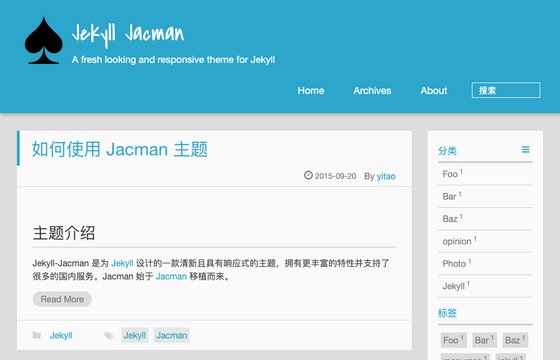 Jekyll Jacman
A fresh looking and responsive theme for Jekyll
Home Archives About 搜索
如何使用 Jacman 主题
2015-09-20 By yitao
主题介绍
Jekyll-Jacman 是为 Jekyll 设计的一款清新且具有响应式的主题，拥有更丰富的特性并支持了
很多的国内服务。Jacman 始于 Jacman 移植而来。
Read More
Jekyll Jekyll Jacman
分类
Foo 1
Bar 1
Baz 1
opinion 1
Photo 1
Jekyll 1
标签
Foo 1 Bar 1 Baz 1